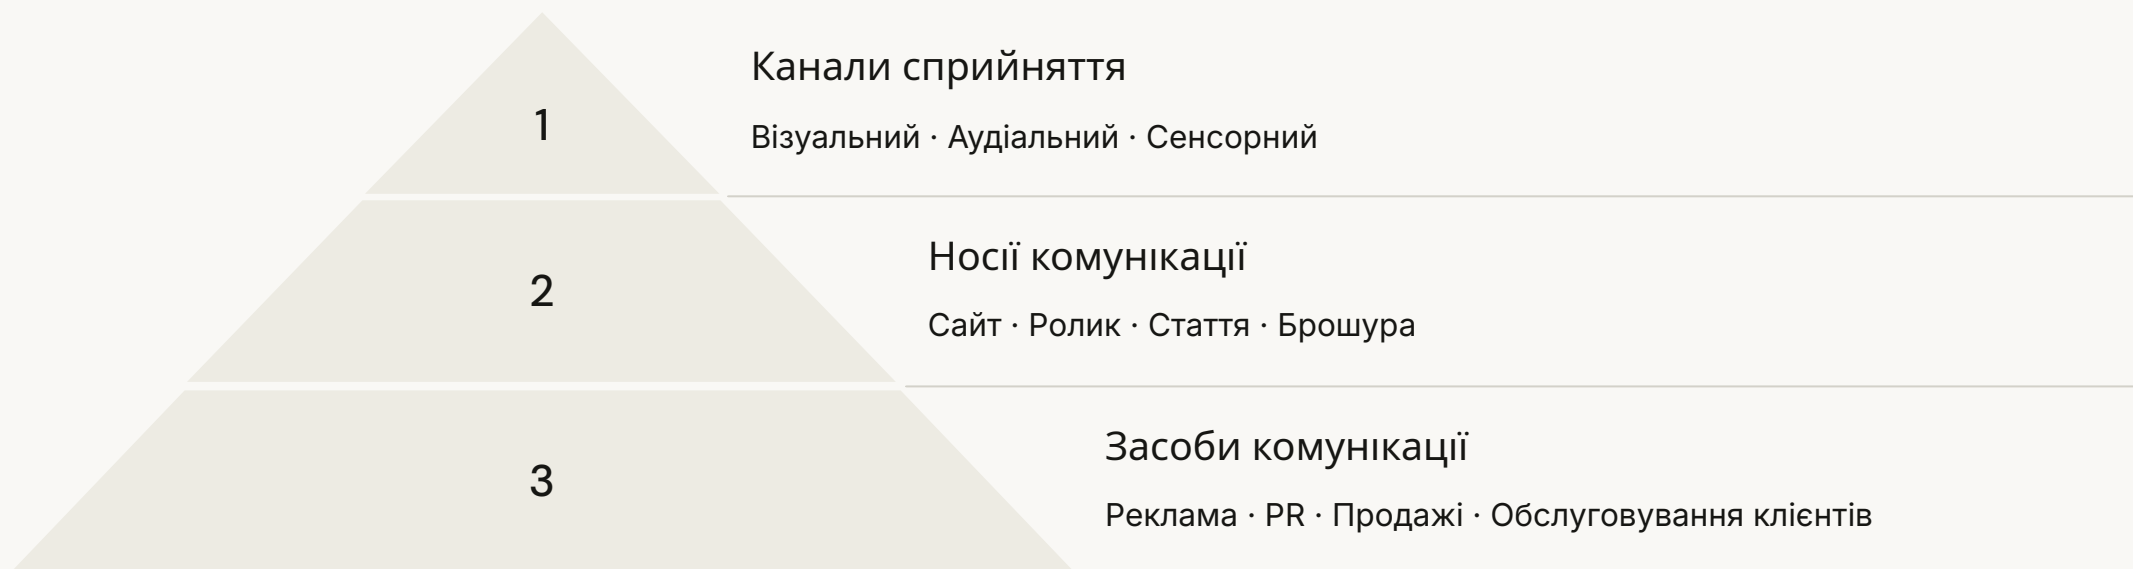 1
Канали сприйняття
Візуальний · Аудіальний · Сенсорний
2
Носії комунікації
Сайт · Ролик · Стаття · Брошура
3
Засоби комунікації
Реклама · PR · Продажі · Обслуговування клієнтів